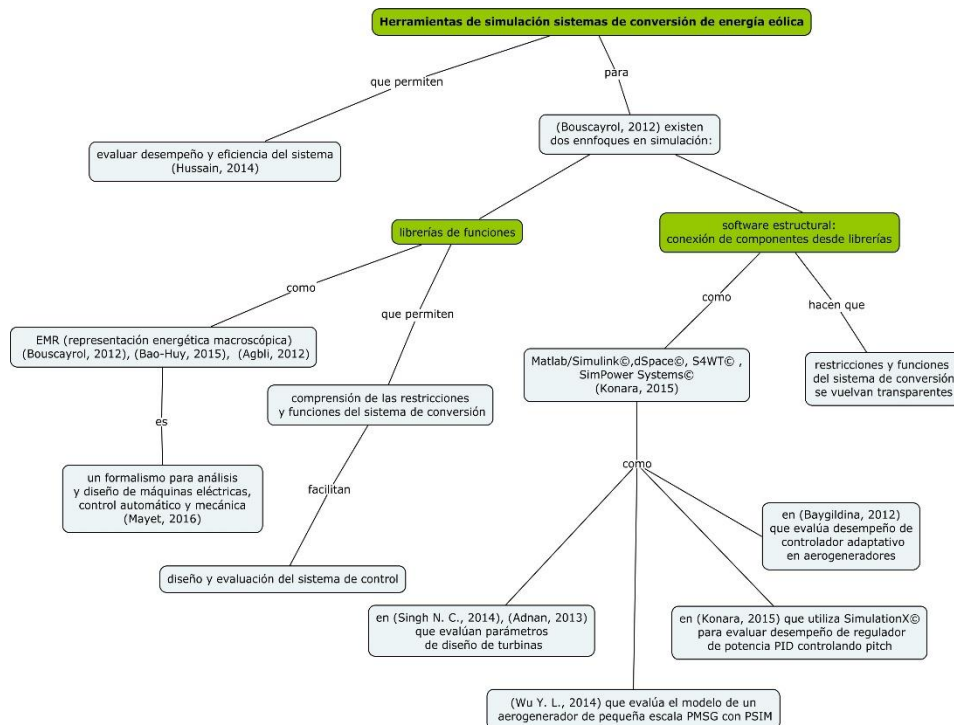 Herramientas de simulación sistemas de conversión de energía eólica
que permiten
para
evaluar desempeño y eficiencia del sistema
(Hussain, 2014)
(Bouscayrol, 2012) existen
dos ennfoques en simulación:
librerías de funciones
software estructural:
conexión de componentes desde librerías
como
que permiten
como
hacen que
EMR (representación energética macroscópica)
(Bouscayrol, 2012), (Bao-Huy, 2015), (Agbli, 2012)
comprensión de las restricciones
y funciones del sistema de conversión
Matlab/Simulink©,dSpace©, S4WT© ,
SimPower Systems©
(Konara, 2015)
restricciones y funciones
del sistema de conversión
se vuelvan transparentes
es
facilitan
como
un formalismo para análisis
y diseño de máquinas eléctricas,
control automático y mecánica
(Mayet, 2016)
diseño y evaluación del sistema de control
en (Baygildina, 2012)
que evalúa desempeño de
controlador adaptativo
en aerogeneradores
en (Singh N. C., 2014), (Adnan, 2013)
que evalúan parámetros
de diseño de turbinas
en (Konara, 2015) que utiliza SimulationX©
para evaluar desempeño de regulador
de potencia PID controlando pitch
(Wu Y. L., 2014) que evalúa el modelo de un
aerogenerador de pequeña escala PMSG con PSIM